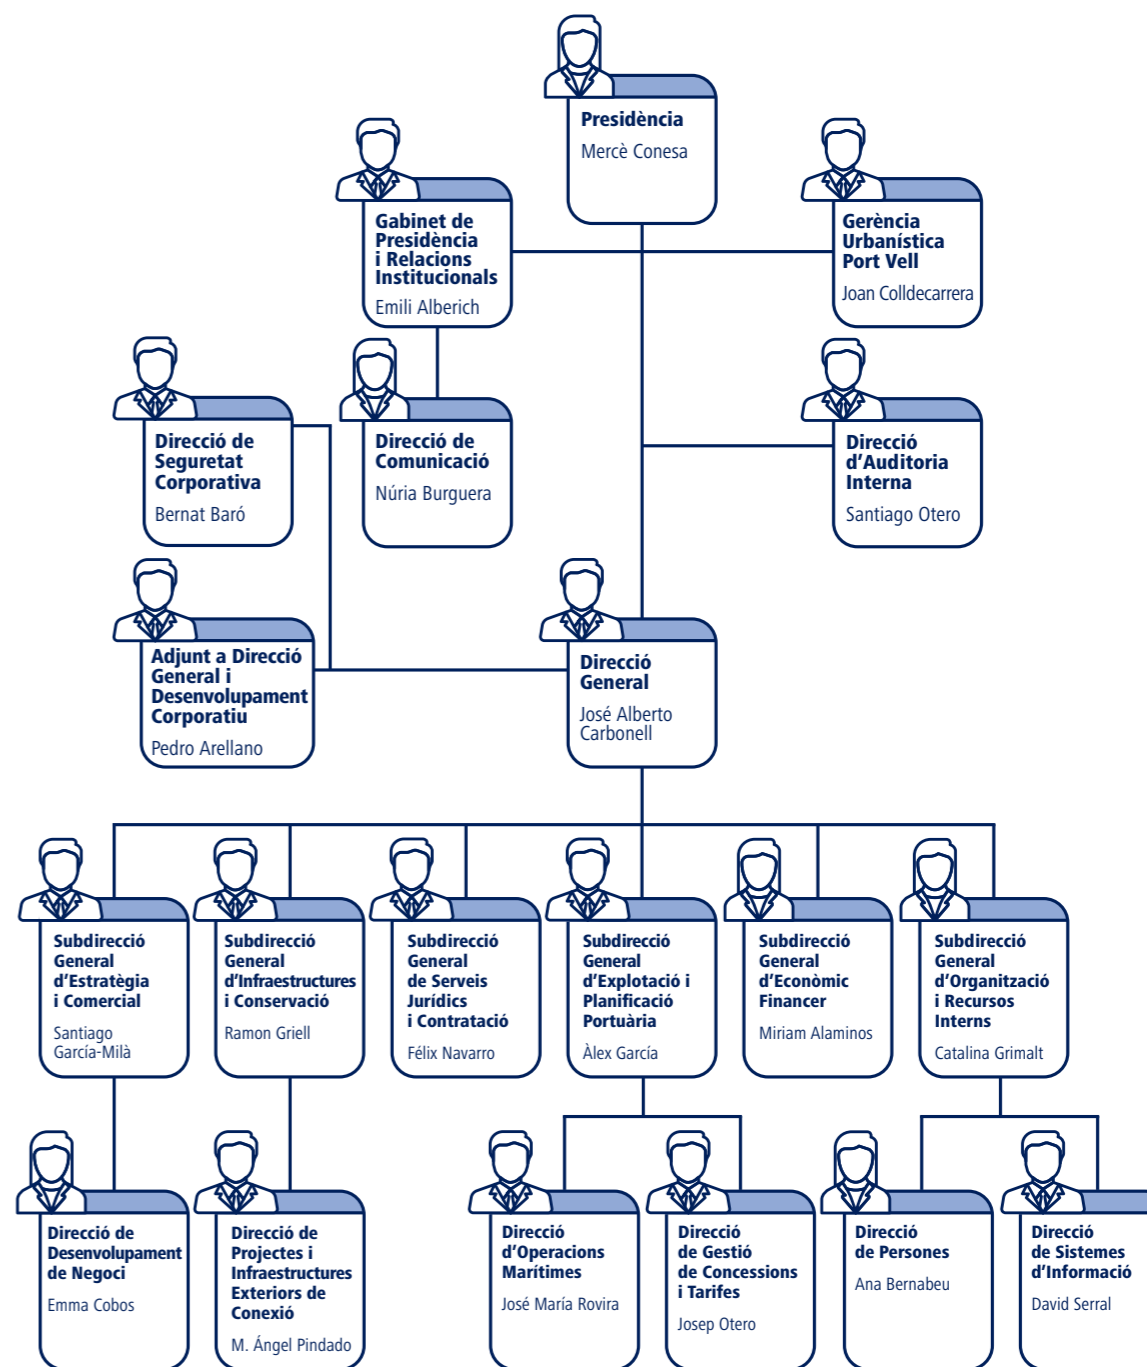 Presidència
Mercè Conesa
Gabinet de
Presidència
i Relacions
Institucionals
Emili Alberich
Gerència
Urbanística
Port Vell
Joan Colldecarrera
Direcció de
Seguretat
Corporativa
Bernat Baró
Direcció de
Comunicació
Núria Burguera
Direcció
d'Auditoria
Interna
Santiago Otero
Adjunt a Direcció
General i
Desenvolupament
Corporatiu
Pedro Arellano
Direcció
General
José Alberto
Carbonell
Subdirecció
General
d'Estratègia
i Comercial
Santiago
García-Milà
Subdirecció
General
d'Infraestructures
i Conservació
Ramon Griell
Subdirecció
General
de Serveis
Jurídics
i Contratació
Félix Navarro
Subdirecció
General
d'Explotació i
Planificació
Portuària
Àlex García
Subdirecció
General
d'Econòmic
Financer
Miriam Alaminos
Subdirecció
General
d'Organització
i Recursos
Interns
Catalina Grimalt
Direcció de
Desenvolupament
de Negoci
Emma Cobos
Direcció de
Projectes i
Infraestructures
Exteriors de
Conexió
M. Ángel Pindado
Direcció
d'Operacions
Marítimes
José María Rovira
Direcció
de Gestió
de Concessions
i Tarifes
Josep Otero
Direcció
de Persones
Ana Bernabeu
Direcció
de Sistemes
d'Informació
David Serral